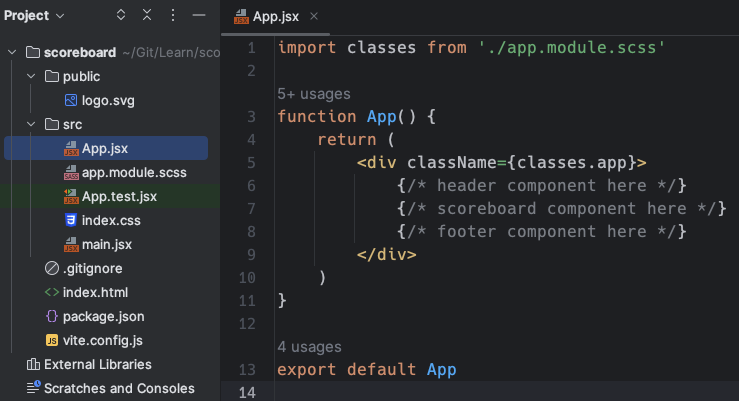 Project
App.jsx
scoreboard ~/Git/Learn/sco
public
logo.svg
src
App.jsx
app.module.scss
App.test.jsx
index.css
main.jsx
.gitignore
index.html
package.json
vite.config.js
External Libraries
Scratches and Consoles
1 import classes from './app.module.scss'
2
5+ usages
3 function App() {
4 return (
5 <div className={classes.app}>
6 {/* header component here */}
7 {/* scoreboard component here */}
8 {/* footer component here */}
9 </div>
10 )
11 }
12
4 usages
13 export default App
14